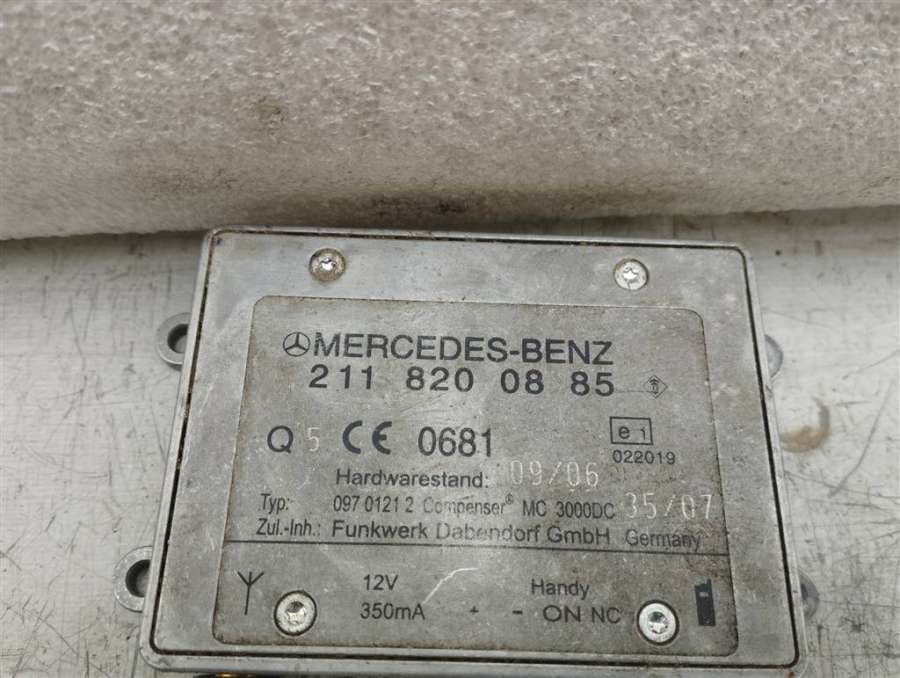 MERCEDES-BENZ
211 820 08 85
Q 5 CE 0681 e1
022019
Hardwarestand: 09/06
Typ: 097 0121 2 Compenser® MC 3000DC 35/07
Zul.-Inh.: Funkwerk Dabendorf GmbH Germany
12V Handy
350mA + - ON NC